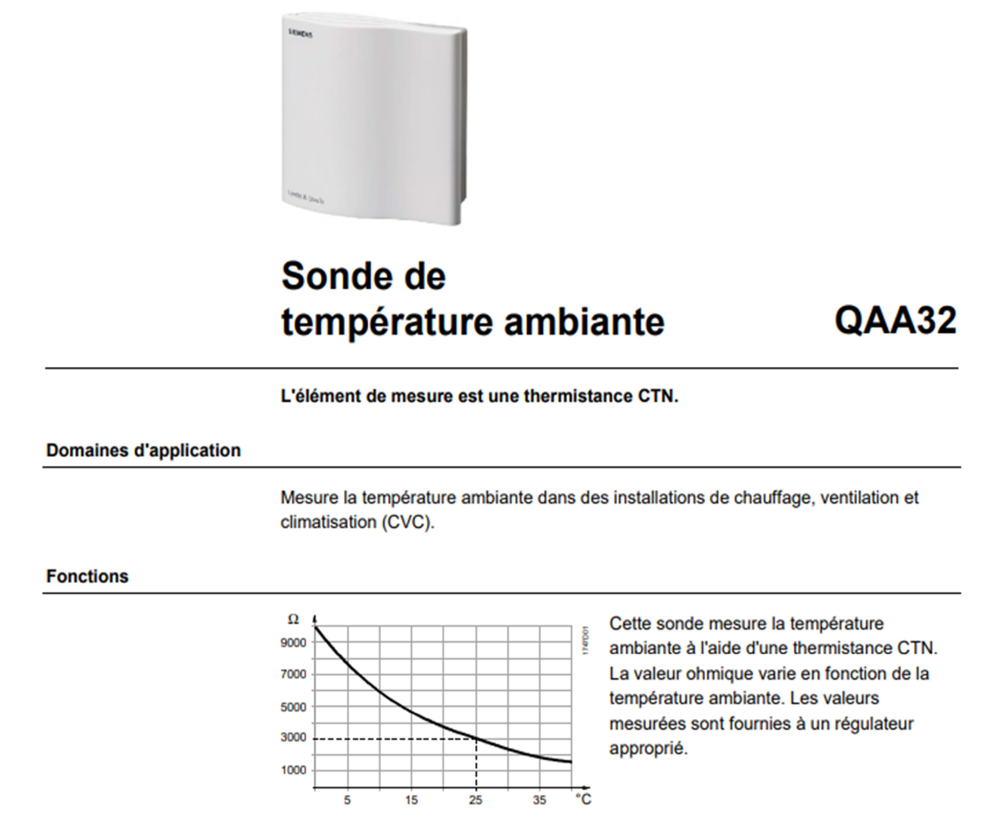 SIEMENS
Sonde de
température ambiante
QAA32
L'élément de mesure est une thermistance CTN.
Domaines d'application
Mesure la température ambiante dans des installations de chauffage, ventilation et
climatisation (CVC).
Fonctions
Ω
9000
7000
5000
3000
1000
5
15
25
35
°C
174/D01
Cette sonde mesure la température
ambiante à l'aide d'une thermistance CTN.
La valeur ohmique varie en fonction de la
température ambiante. Les valeurs
mesurées sont fournies à un régulateur
approprié.